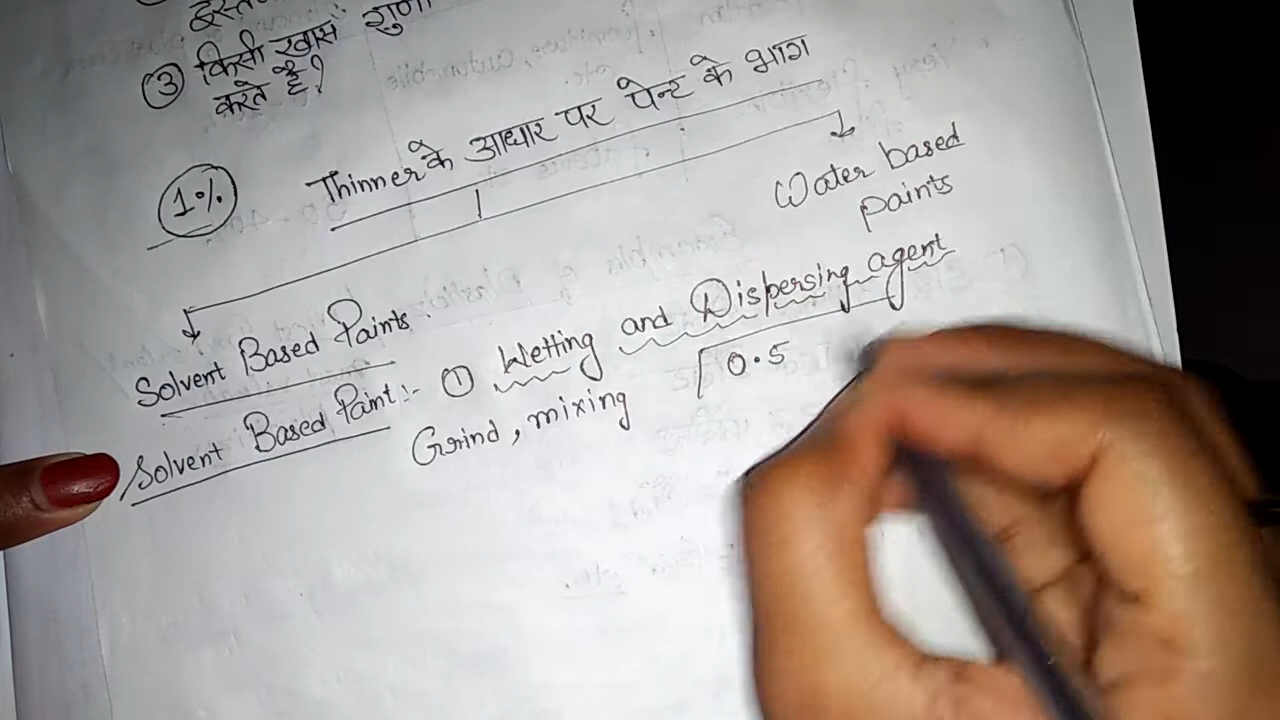 ③ किसी खास गुण
करते है?
1% Thinner के आधार पर पेन्ट के भाग
Water based
paints
Solvent Based Paints.
Solvent Based Paint:- ① Wetting and Dispersing agent
Grind, mixing 0.5